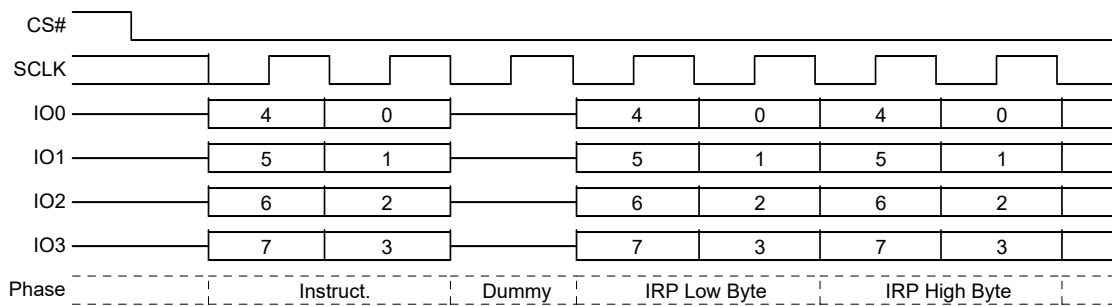 CS#
SCLK
IO0 4 0 4 0 4 0
IO1 5 1 5 1 5 1
IO2 6 2 6 2 6 2
IO3 7 3 7 3 7 3
Phase Instruct. Dummy IRP Low Byte IRP High Byte